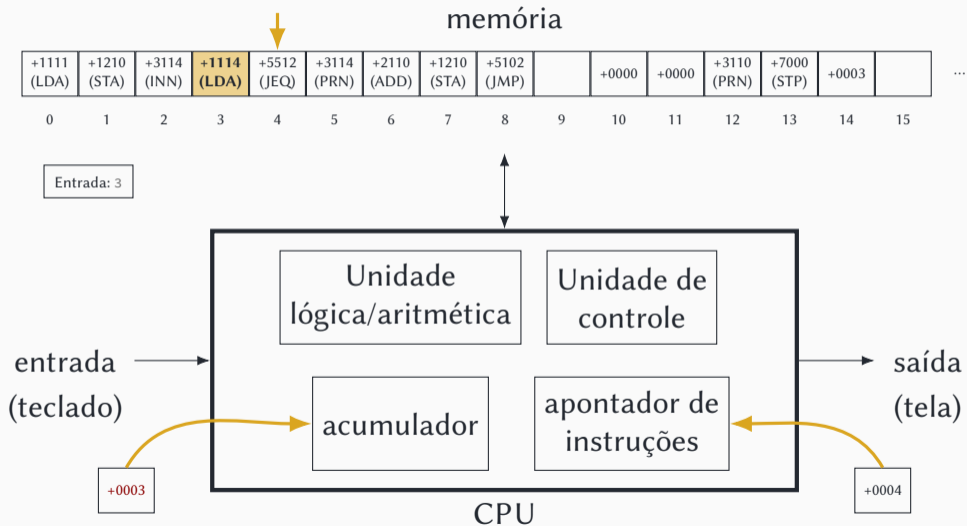 memória
+1111 +1210 +3114 +1114 +5512 +3114 +2110 +1210 +5102 +0000 +0000 +3110 +7000 +0003 ...
(LDA) (STA) (INN) (LDA) (JEQ) (PRN) (ADD) (STA) (JMP) (PRN) (STP)
0 1 2 3 4 5 6 7 8 9 10 11 12 13 14 15
Entrada: 3
Unidade
lógica/aritmética
Unidade de
controle
entrada
(teclado)
saída
(tela)
acumulador
apontador de
instruções
+0003
+0004
CPU